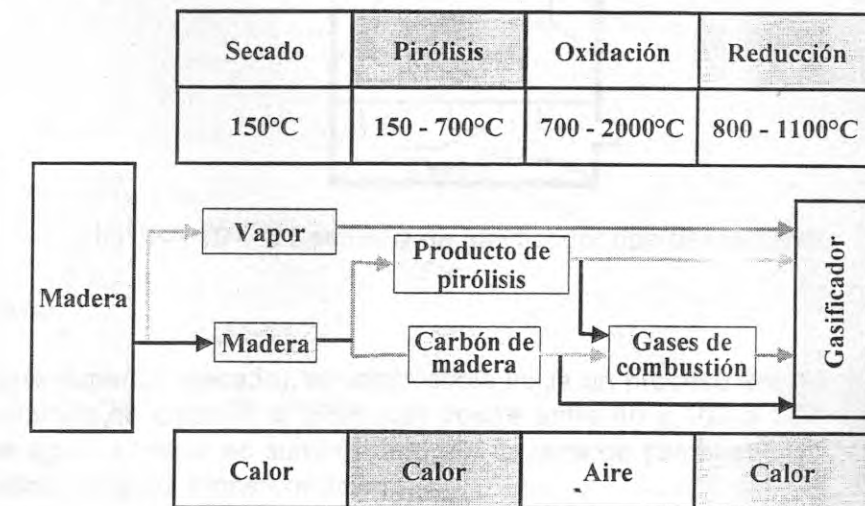 Secado Pirólisis Oxidación Reducción
150°C 150 - 700°C 700 - 2000°C 800 - 1100°C
Madera
Vapor
Producto de
pirólisis
Madera
Carbón de
madera
Gases de
combustión
Gasificador
Calor Calor Aire Calor